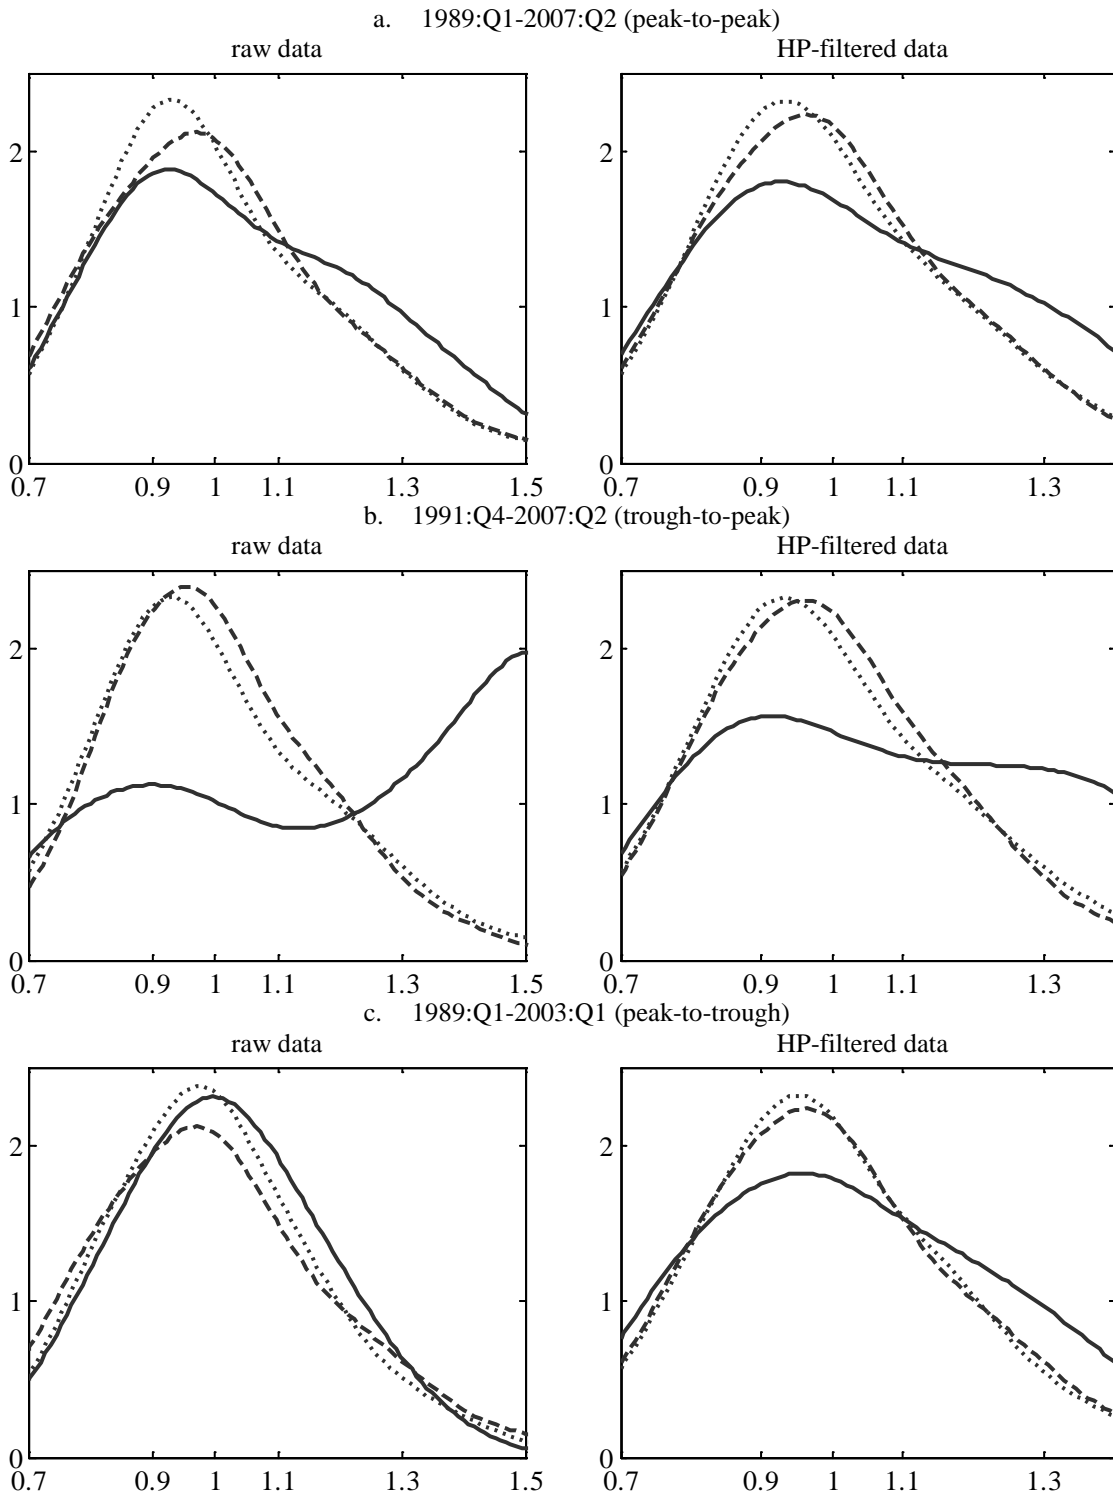 a. 1989:Q1-2007:Q2 (peak-to-peak)
raw data
HP-filtered data
2
1
0
0.7 0.9 1 1.1 1.3 1.5
2
1
0
0.7 0.9 1 1.1 1.3
b. 1991:Q4-2007:Q2 (trough-to-peak)
raw data
HP-filtered data
2
1
0
0.7 0.9 1 1.1 1.3 1.5
2
1
0
0.7 0.9 1 1.1 1.3
c. 1989:Q1-2003:Q1 (peak-to-trough)
raw data
HP-filtered data
2
1
0
0.7 0.9 1 1.1 1.3 1.5
2
1
0
0.7 0.9 1 1.1 1.3